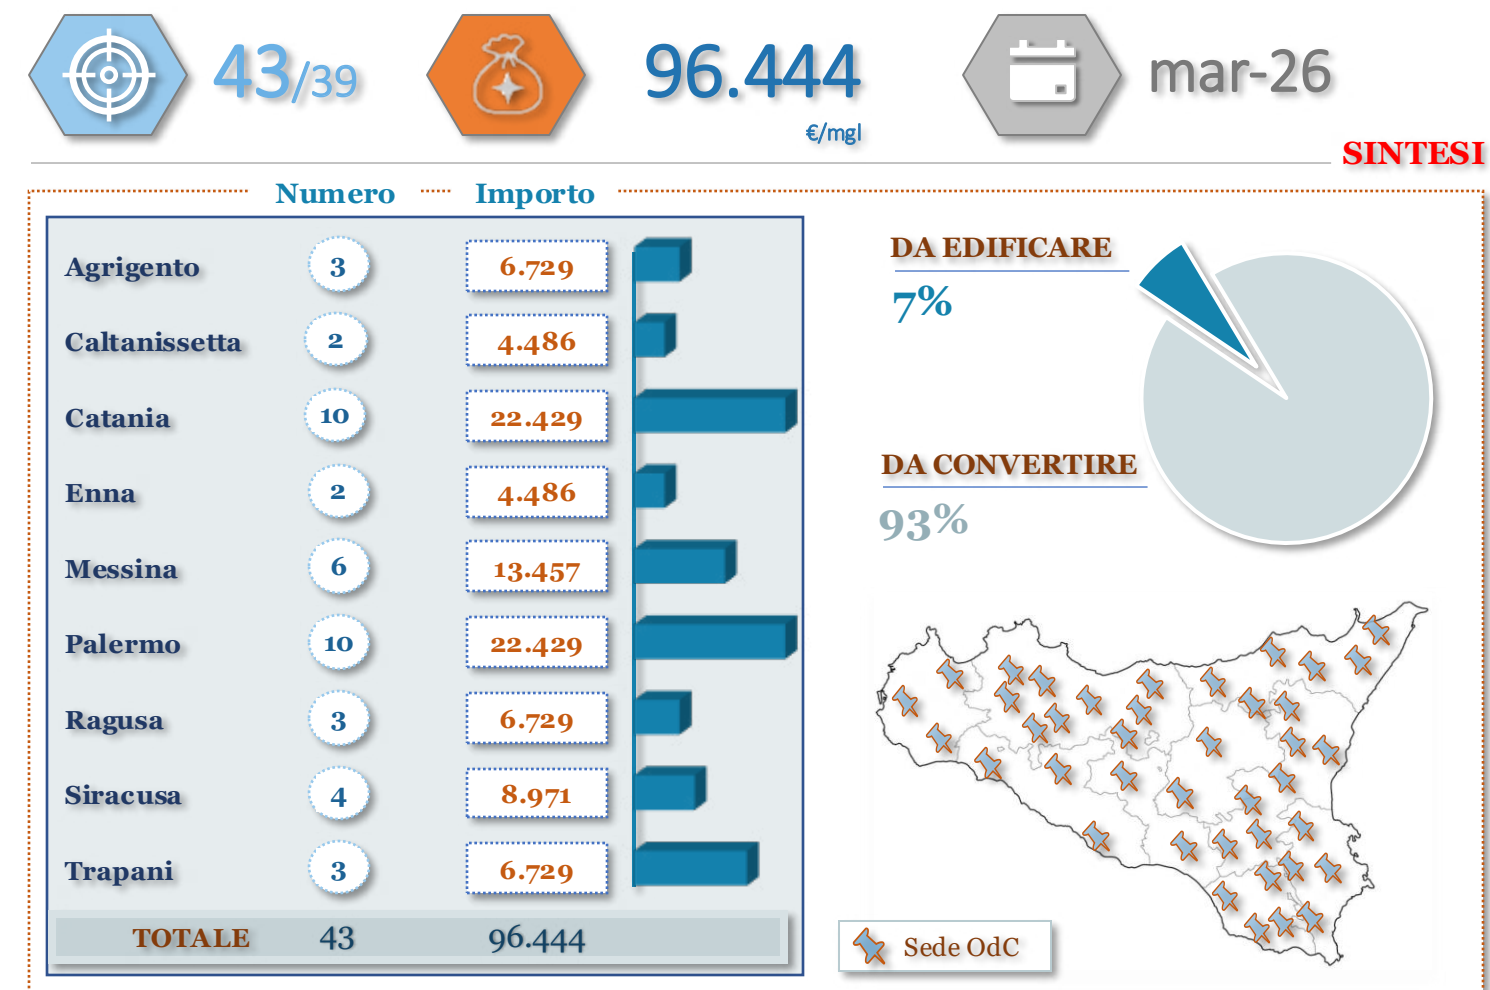 43/39
96.444
€/mgl
mar-26
SINTESI
Numero Importo
Agrigento 3 6.729
Caltanissetta 2 4.486
Catania 10 22.429
Enna 2 4.486
Messina 6 13.457
Palermo 10 22.429
Ragusa 3 6.729
Siracusa 4 8.971
Trapani 3 6.729
TOTALE 43 96.444
DA EDIFICARE
7%
DA CONVERTIRE
93%
Sede OdC